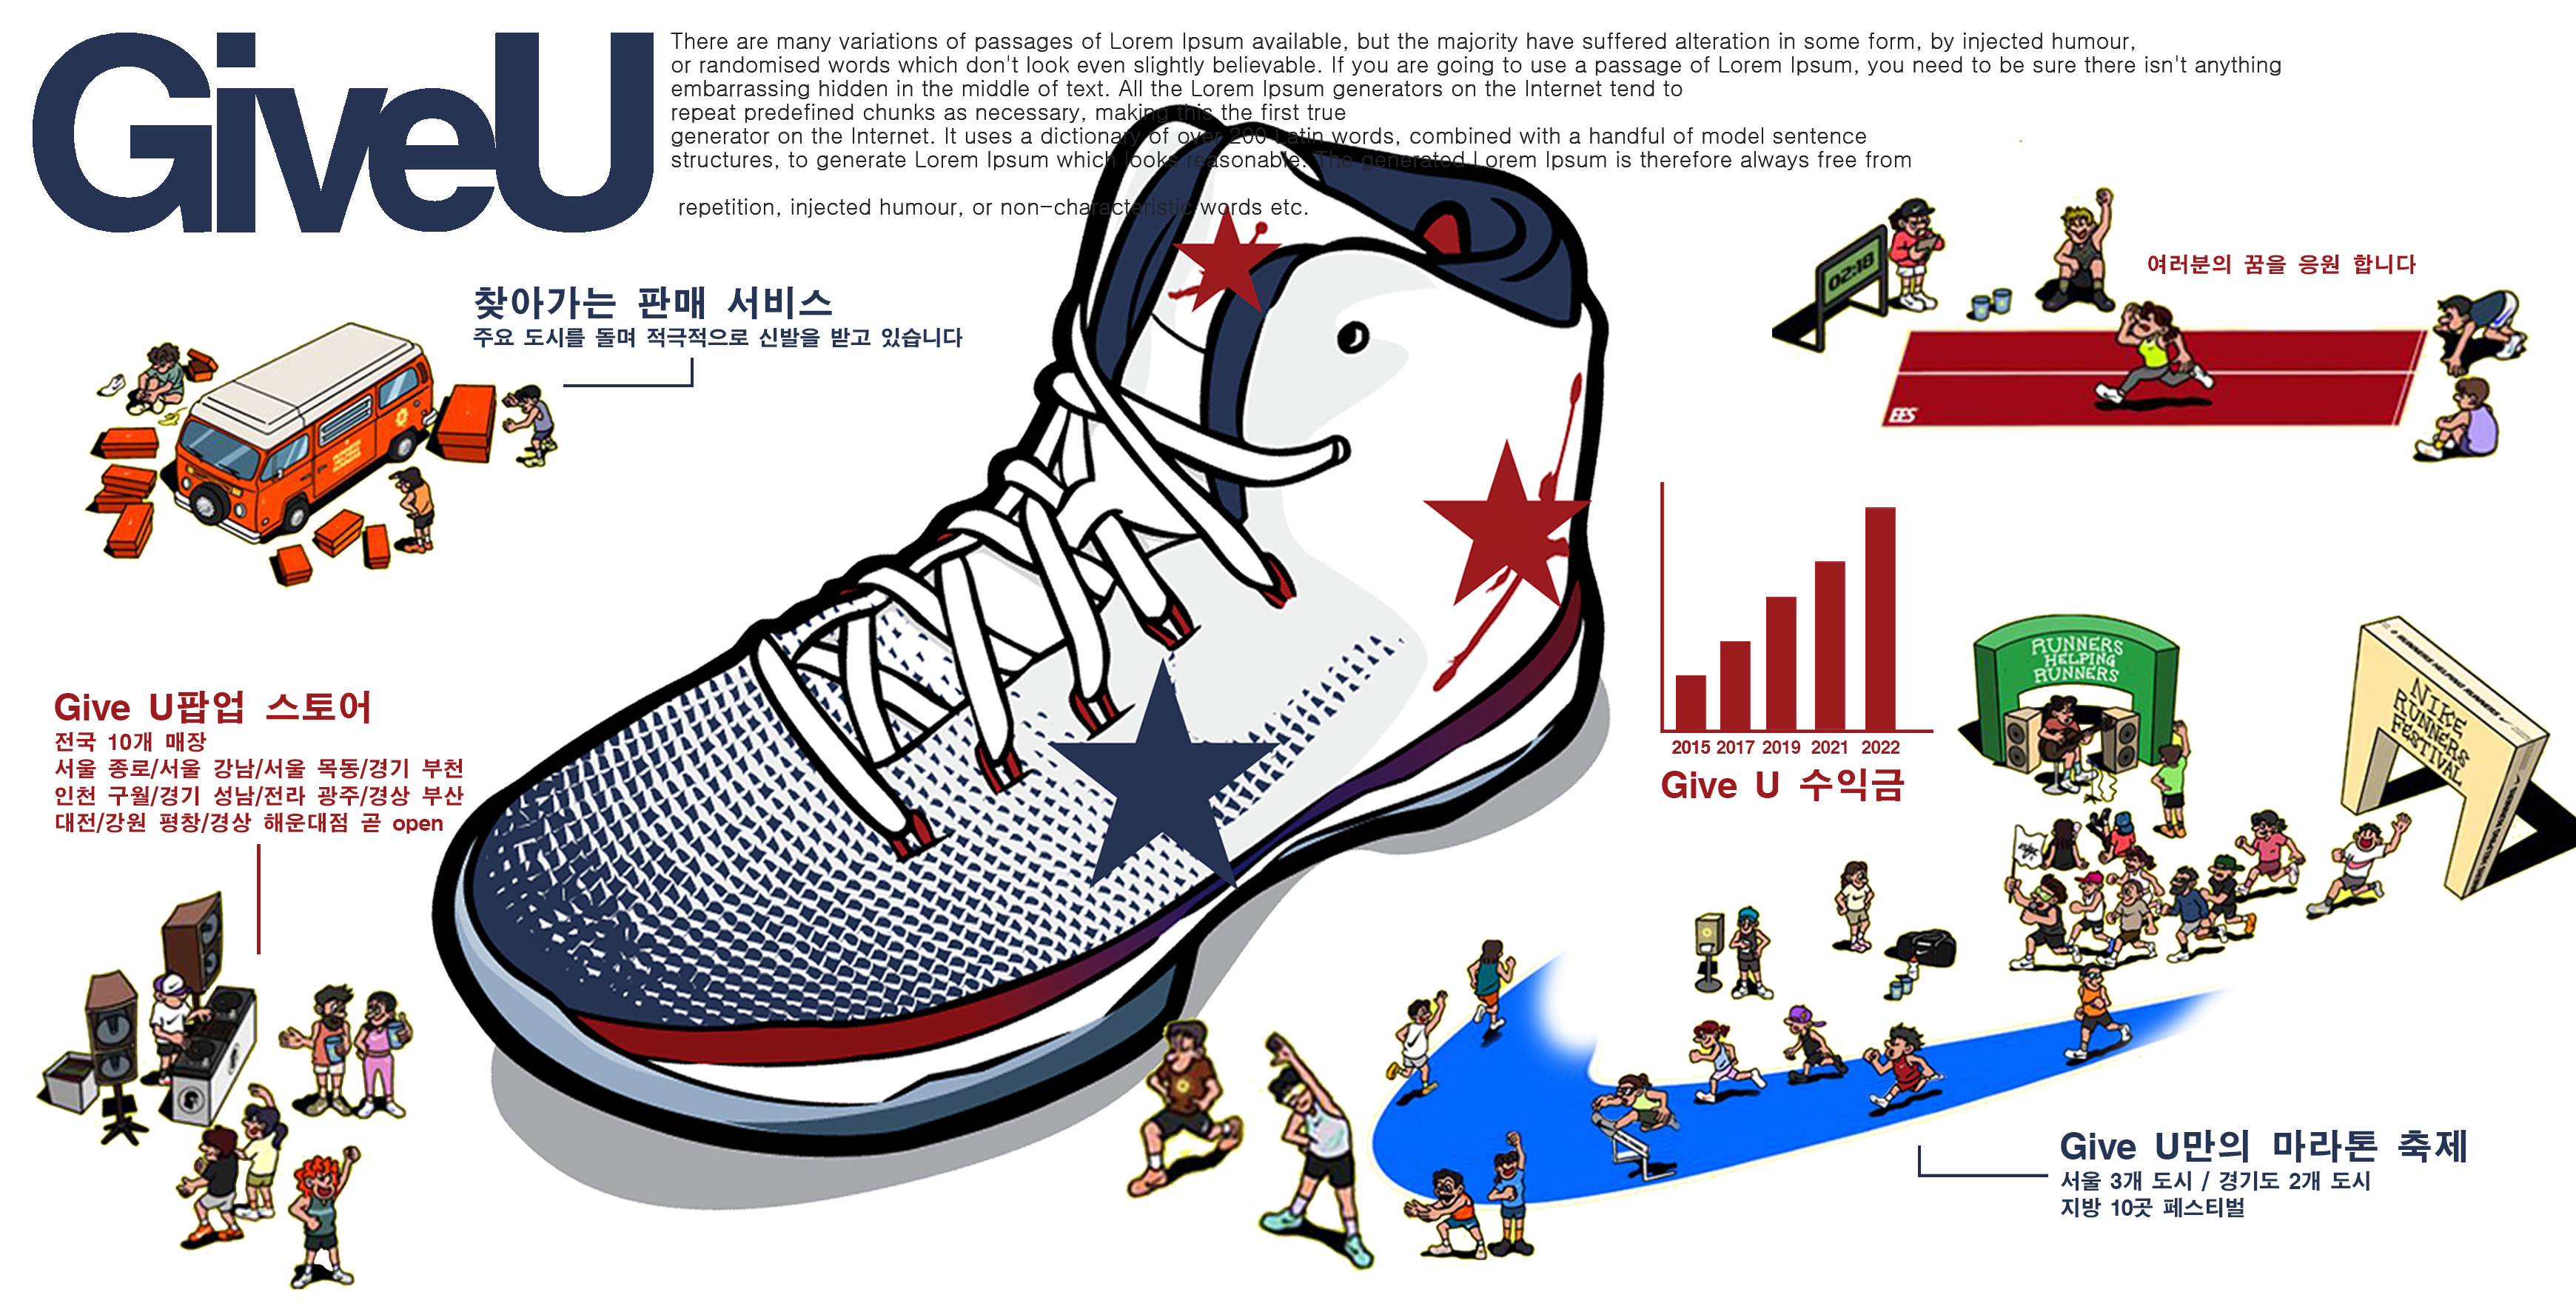 GiveU
There are many variations of passages of Lorem Ipsum available, but the majority have suffered alteration in some form, by injected humour,
or randomised words which don't look even slightly believable. If you are going to use a passage of Lorem Ipsum, you need to be sure there isn't anything
embarrassing hidden in the middle of text. All the Lorem Ipsum generators on the Internet tend to
repeat predefined chunks as necessary, making this the first true
generator on the Internet. It uses a dictionary of over 200 Latin words, combined with a handful of model sentence
structures, to generate Lorem Ipsum which looks reasonable. The generated Lorem Ipsum is therefore always free from
repetition, injected humour, or non-characteristic words etc.
찾아가는 판매 서비스
주요 도시를 돌며 적극적으로 신발을 받고 있습니다
02:18
여러분의 꿈을 응원 합니다
EES
Give U팝업 스토어
전국 10개 매장
서울 종로/서울 강남/서울 목동/경기 부천
인천 구월/경기 성남/전라 광주/경상 부산
대전/강원 평창/경상 해운대점 곧 open
2015 2017 2019 2021 2022
Give U 수익금
RUNNERS
HELPING
RUNNERS
RUNNERS HELPING RUNNERS
NIKE
RUNNERS
FESTIVAL
Give U만의 마라톤 축제
서울 3개 도시 / 경기도 2개 도시
지방 10곳 페스티벌